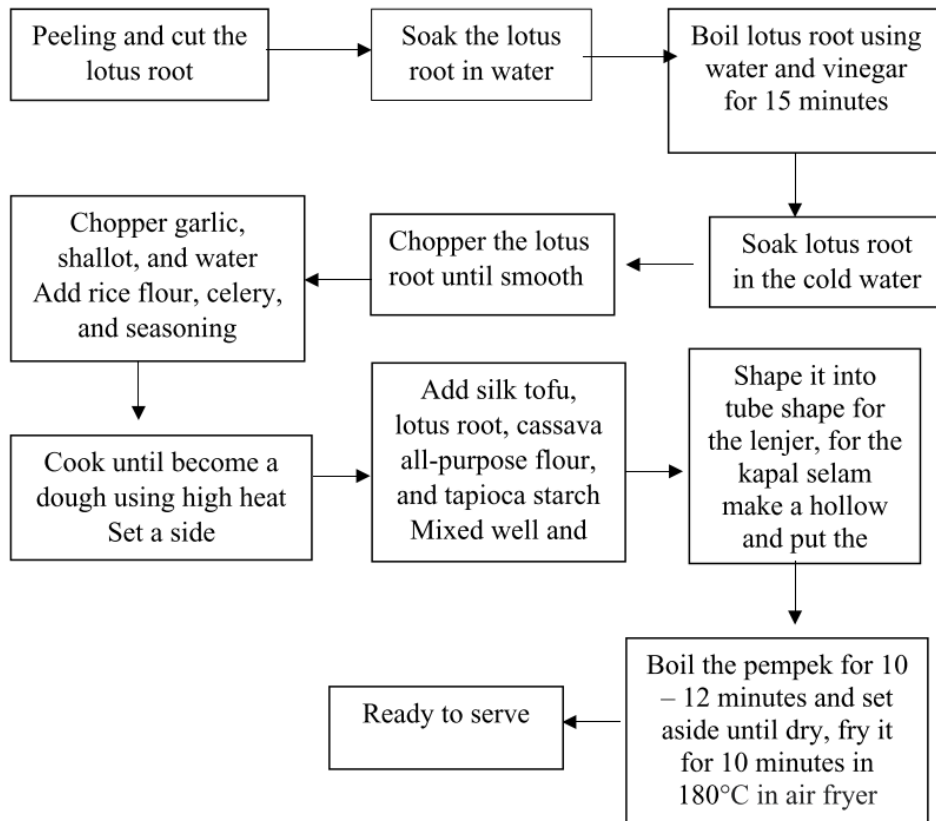 Peeling and cut the
lotus root
Soak the lotus
root in water
Boil lotus root using
water and vinegar
for 15 minutes
Soak lotus root
in the cold water
Chopper the lotus
root until smooth
Chopper garlic,
shallot, and water
Add rice flour, celery,
and seasoning
Cook until become a
dough using high heat
Set a side
Add silk tofu,
lotus root, cassava
all-purpose flour,
and tapioca starch
Mixed well and
Shape it into
tube shape for
the lenjer, for the
kapal selam
make a hollow
and put the
Boil the pempek for 10
– 12 minutes and set
aside until dry, fry it
for 10 minutes in
180°C in air fryer
Ready to serve